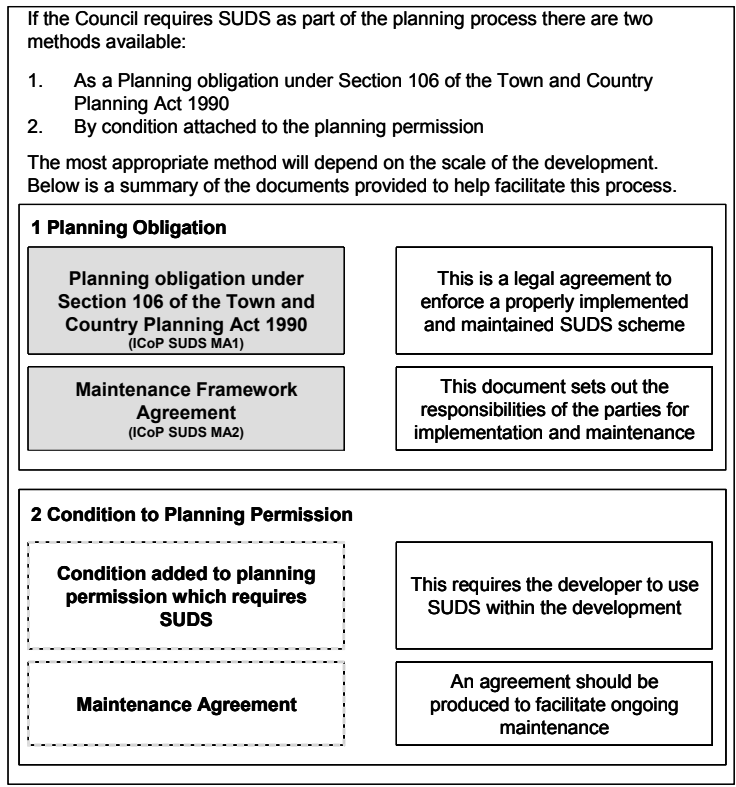 If the Council requires SUDS as part of the planning process there are two
methods available:
1. As a Planning obligation under Section 106 of the Town and Country
Planning Act 1990
2. By condition attached to the planning permission
The most appropriate method will depend on the scale of the development.
Below is a summary of the documents provided to help facilitate this process.
1 Planning Obligation
Planning obligation under
Section 106 of the Town and
Country Planning Act 1990
(ICoP SUDS MA1)
This is a legal agreement to
enforce a properly implemented
and maintained SUDS scheme
Maintenance Framework
Agreement
(ICoP SUDS MA2)
This document sets out the
responsibilities of the parties for
implementation and maintenance
2 Condition to Planning Permission
Condition added to planning
permission which requires
SUDS
This requires the developer to use
SUDS within the development
Maintenance Agreement
An agreement should be
produced to facilitate ongoing
maintenance